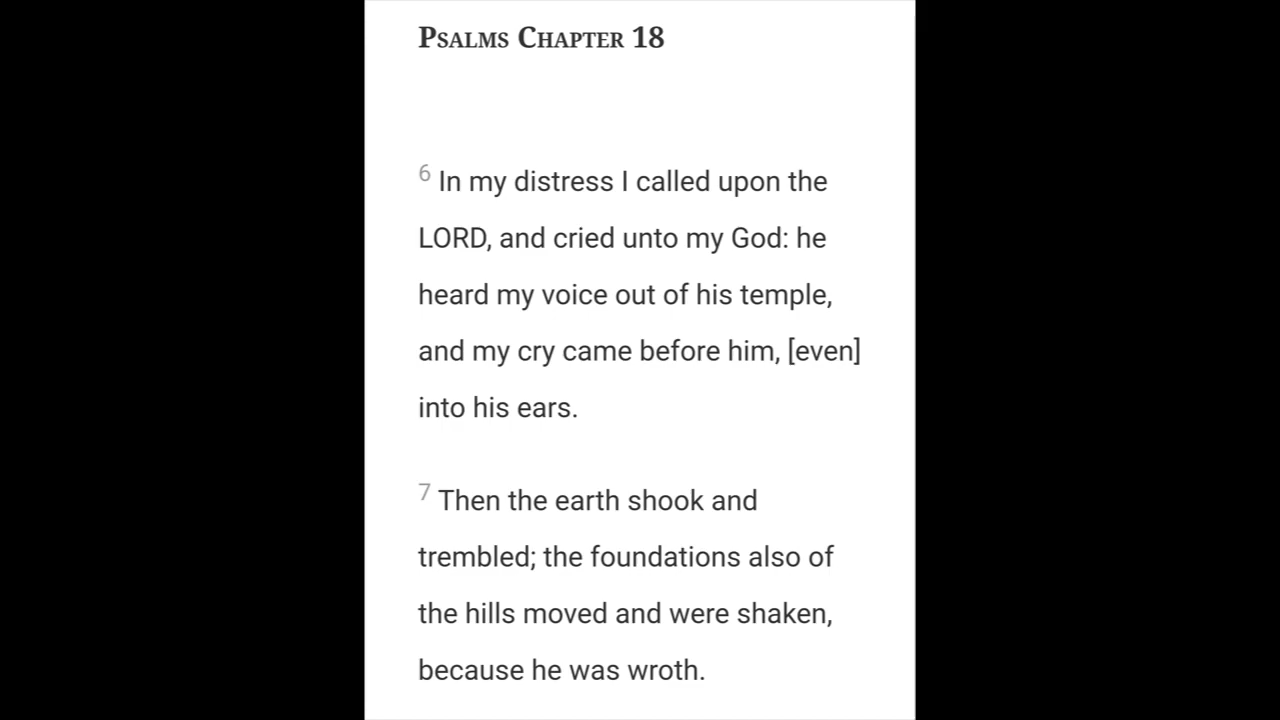 Psalms Chapter 18
6 In my distress I called upon the
LORD, and cried unto my God: he
heard my voice out of his temple,
and my cry came before him, [even]
into his ears.
7 Then the earth shook and
trembled; the foundations also of
the hills moved and were shaken,
because he was wroth.